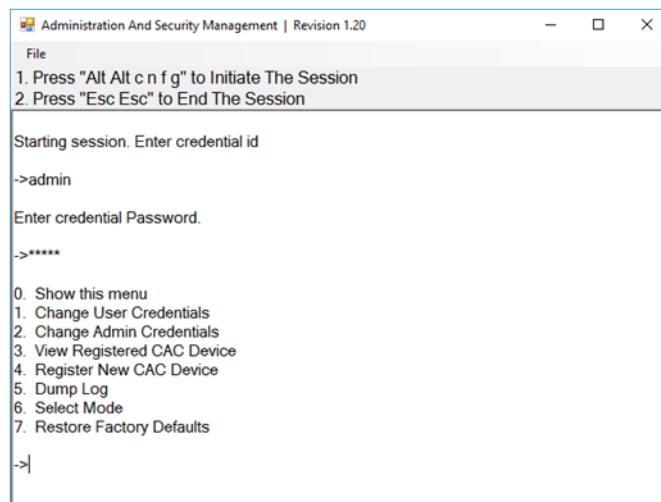 Administration And Security Management | Revision 1.20
File
1. Press "Alt Alt c n f g" to Initiate The Session
2. Press "Esc Esc" to End The Session
Starting session. Enter credential id
->admin
Enter credential Password.
->*****
0. Show this menu
1. Change User Credentials
2. Change Admin Credentials
3. View Registered CAC Device
4. Register New CAC Device
5. Dump Log
6. Select Mode
7. Restore Factory Defaults
->